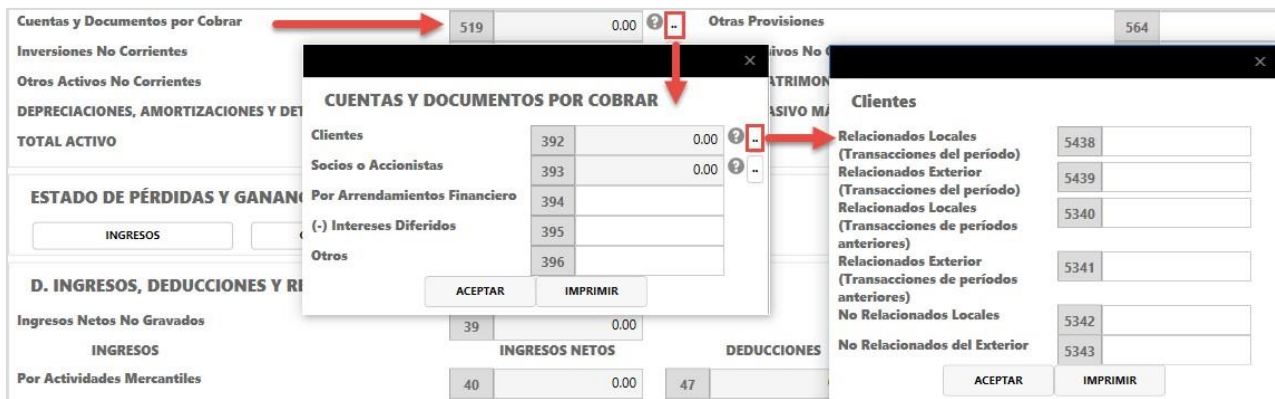 Cuentas y Documentos por Cobrar 519 0.00 ? .. Otras Provisiones 564
Inversiones No Corrientes
Otros Activos No Corrientes
DEPRECIACIONES, AMORTIZACIONES Y
TOTAL ACTIVO
ESTADO DE PÉRDIDAS Y
INGRESOS
D. INGRESOS, DEDUCCIONES Y
Ingresos Netos No Gravados 39 0.00
INGRESOS INGRESOS NETOS DEDUCCIONES
Por Actividades Mercantiles 40 0.00 47
×
CUENTAS Y DOCUMENTOS POR COBRAR
Clientes 392 0.00 ? ..
Socios o Accionistas 393 0.00 ? ..
Por Arrendamientos Financiero 394
(-) Intereses Diferidos 395
Otros 396
ACEPTAR IMPRIMIR
×
Clientes
Relacionados Locales
(Transacciones del período) 5438
Relacionados Exterior
(Transacciones del período) 5439
Relacionados Locales
(Transacciones de períodos
anteriores) 5340
Relacionados Exterior
(Transacciones de períodos
anteriores) 5341
No Relacionados Locales 5342
No Relacionados del Exterior 5343
ACEPTAR IMPRIMIR